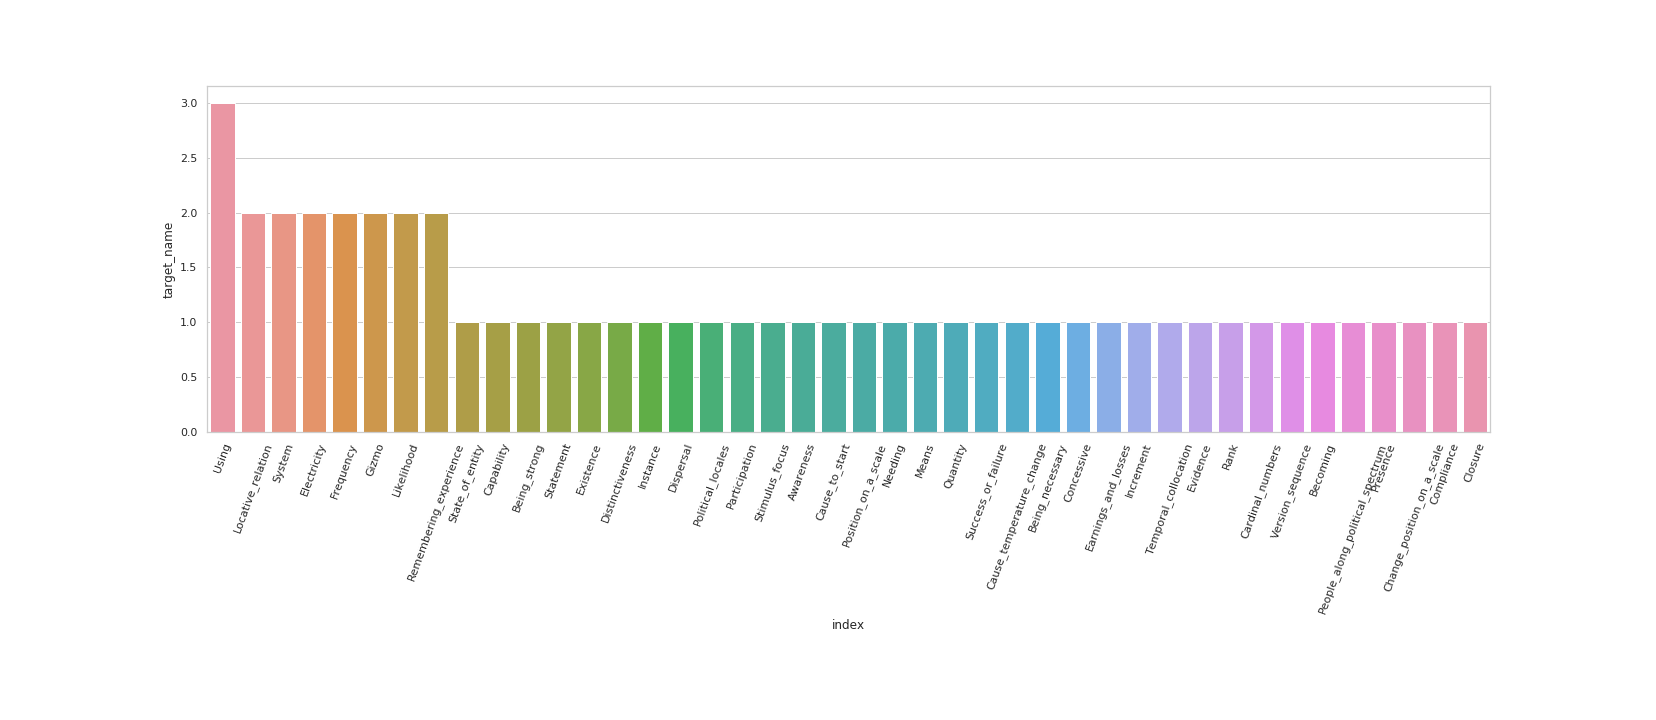 target_name
3.0
2.5
2.0
1.5
1.0
0.5
0.0
Using
Locative_relation
System
Electricity
Frequency
Gizmo
Likelihood
Remembering_experience
State_of_entity
Capability
Being_strong
Statement
Existence
Distinctiveness
Instance
Dispersal
Political_locales
Participation
Stimulus_focus
Awareness
Cause_to_start
Position_on_a_scale
Needing
Means
Quantity
Success_or_failure
Cause_temperature_change
Being_necessary
Concessive
Earnings_and_losses
Increment
Temporal_collocation
Evidence
Rank
Cardinal_numbers
Version_sequence
Becoming
People_along_political_spectrum
Presence
Change_position_on_a_scale
Compliance
Closure
index